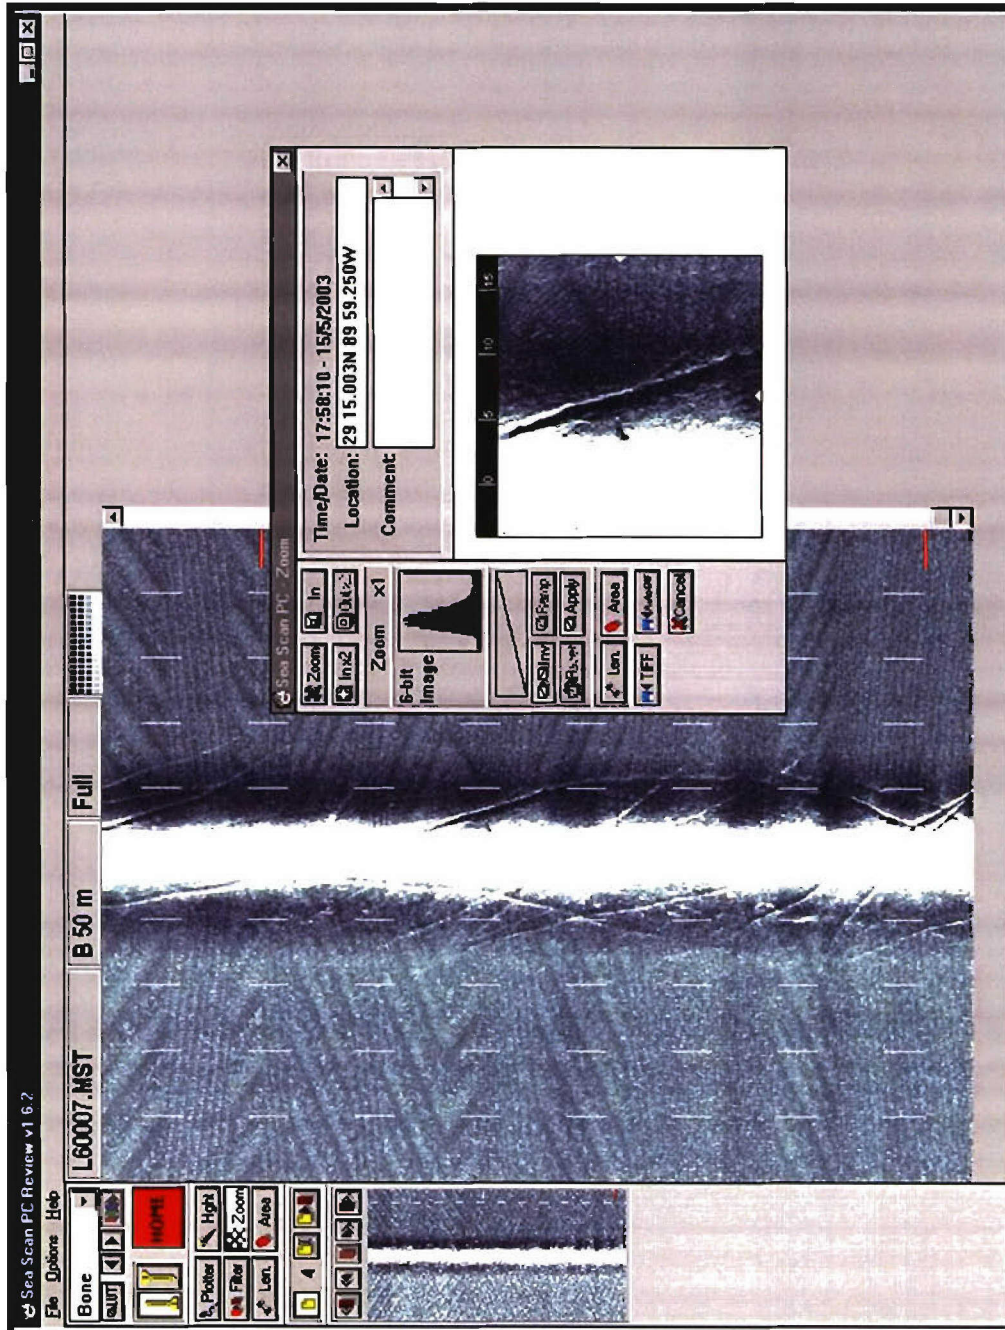 Sea Scan PC Review v1 6.2
File Options Help
Bone
QUIT
HOME
Plotter Hght
Filter Zoom
Len. Area
4
L60007.MST B 50 m Full
Sea Scan PC Zoom
Zoom In
Inx2
Zoom x1
6-bit
Image
Inv Ramp
Apply
Len. Area
TIFF
Cancel
Time/Date: 17:58:10 - 15/5/2003
Location: 29 15.003N 89 59.250W
Comment:
0 5 10 15